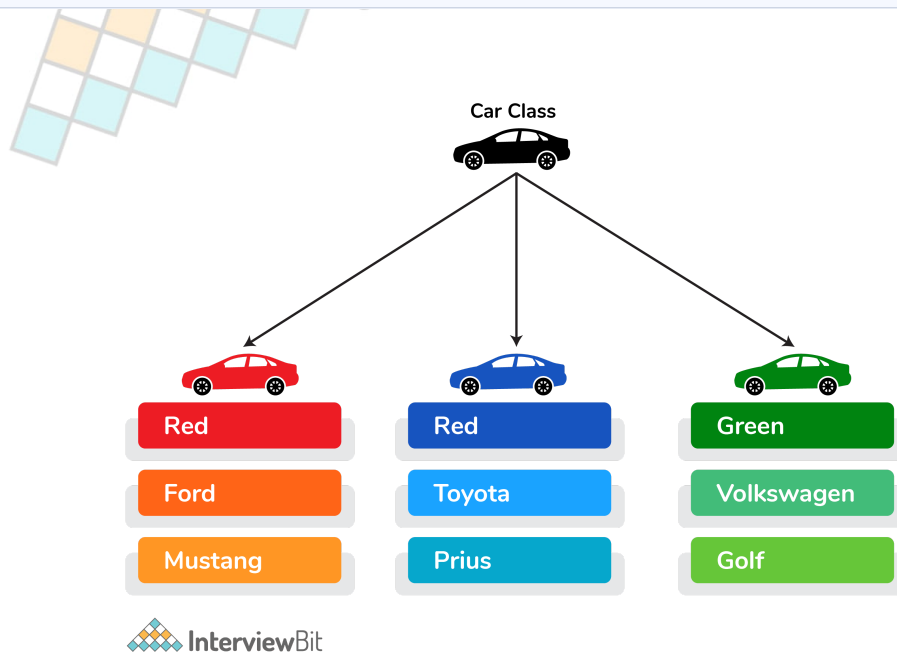 Car Class
Red
Red
Green
Ford
Toyota
Volkswagen
Mustang
Prius
Golf
InterviewBit